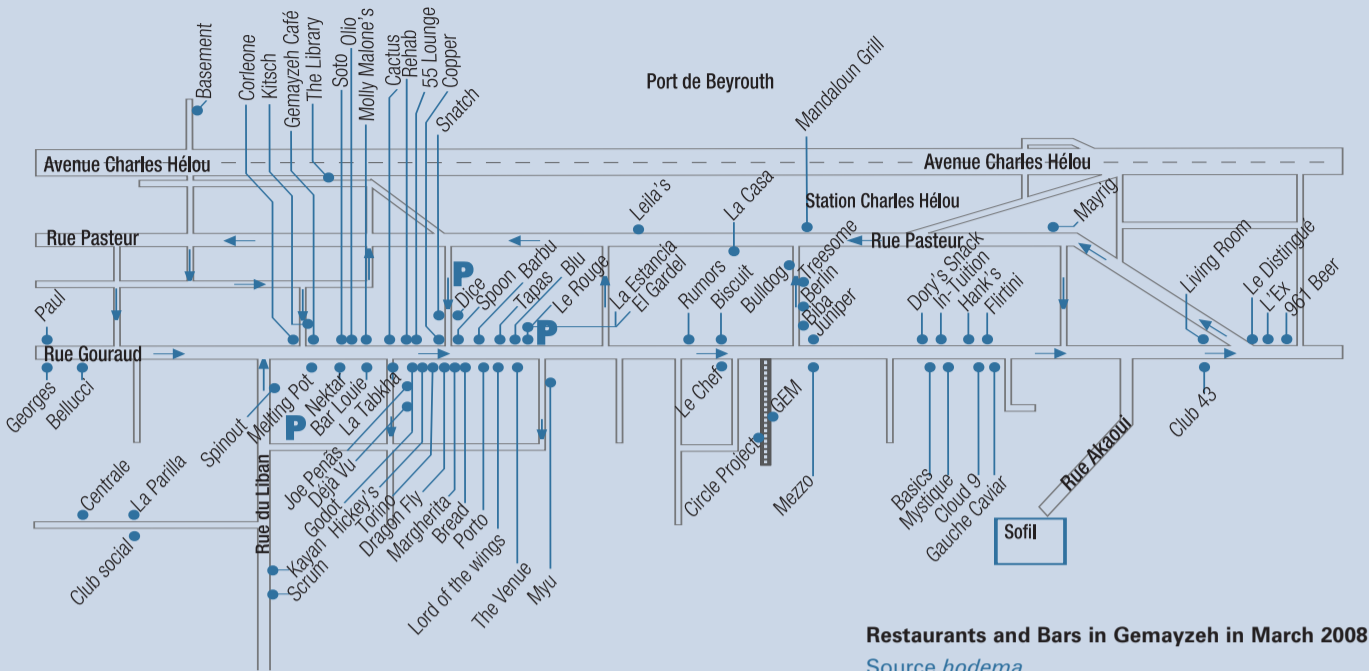 Basement
Corleone
Kitsch
Gemayzeh Café
The Library
Soto
Olio
Molly Malone's
Cactus
Rehab
55 Lounge
Copper
Snatch
Port de Beyrouth
Mandaloun Grill
Avenue Charles Hélou
Avenue Charles Hélou
Station Charles Hélou
Leila's
La Casa
Mayrig
Rue Pasteur
Rue Pasteur
P
Dice
Spoon
Barbu
Tapas
Blu
Le Rouge
P
La Estancia
El Gardel
Rumors
Biscuit
Bulldog
Treesome
Berlin
Biba
Juniper
Dory's Snack
In-Tuition
Hank's
Flirtini
Living Room
Le Distingué
L'Ex
961 Beer
Paul
Rue Gouraud
Georges
Bellucci
Spinout
Melting Pot
P
Nektar
Bar Louie
La Tabkha
Joe Penãs
Déja Vu
Godot
Hickey's
Torino
Dragon Fly
Margherita
Bread
Porto
Lord of the wings
The Venue
Myu
Le Chef
Circle Project
GEM
Mezzo
Basics
Mystique
Cloud 9
Gauche Caviar
Rue Akaoui
Club 43
Sofil
Centrale
La Parilla
Club social
Rue du Liban
Kayan
Scrum
Restaurants and Bars in Gemayzeh in March 2008
Source hodema